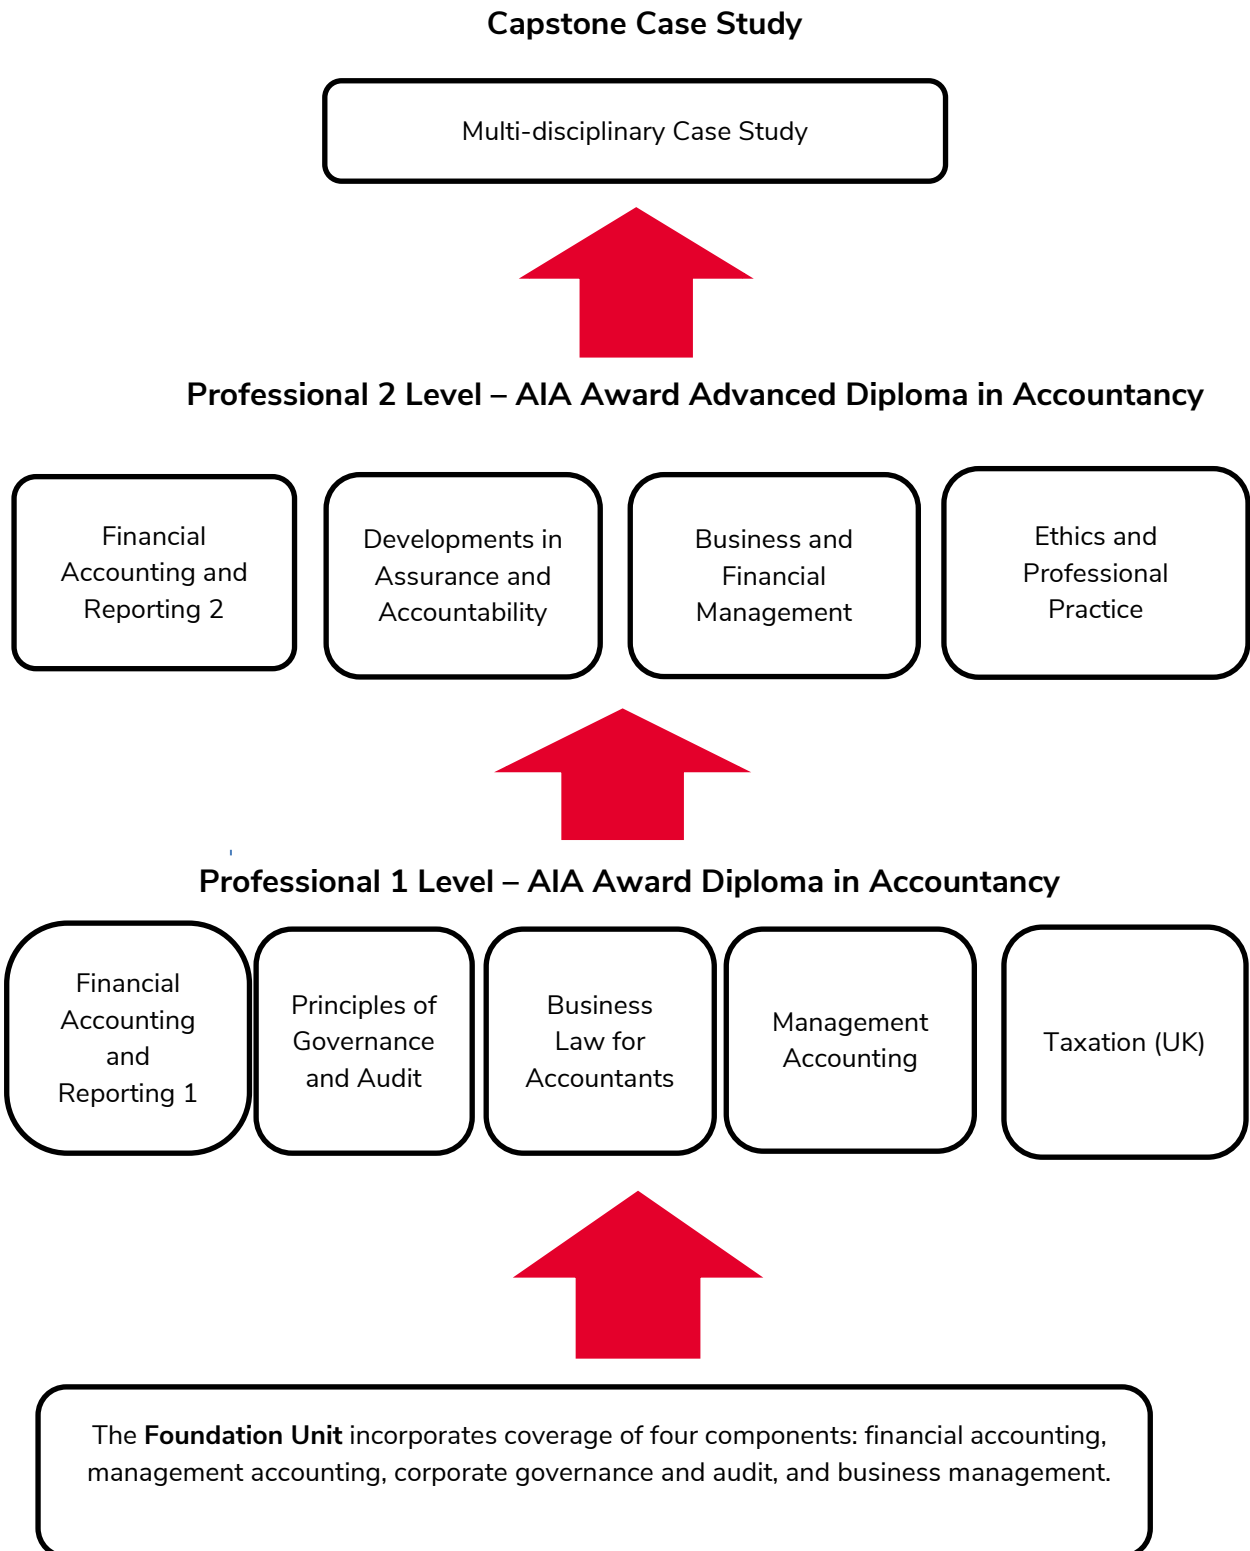 Capstone Case Study
Multi-disciplinary Case Study
Professional 2 Level – AIA Award Advanced Diploma in Accountancy
Financial
Accounting and
Reporting 2
Developments in
Assurance and
Accountability
Business and
Financial
Management
Ethics and
Professional
Practice
Professional 1 Level – AIA Award Diploma in Accountancy
Financial
Accounting
and
Reporting 1
Principles of
Governance
and Audit
Business
Law for
Accountants
Management
Accounting
Taxation (UK)
The Foundation Unit incorporates coverage of four components: financial accounting,
management accounting, corporate governance and audit, and business management.